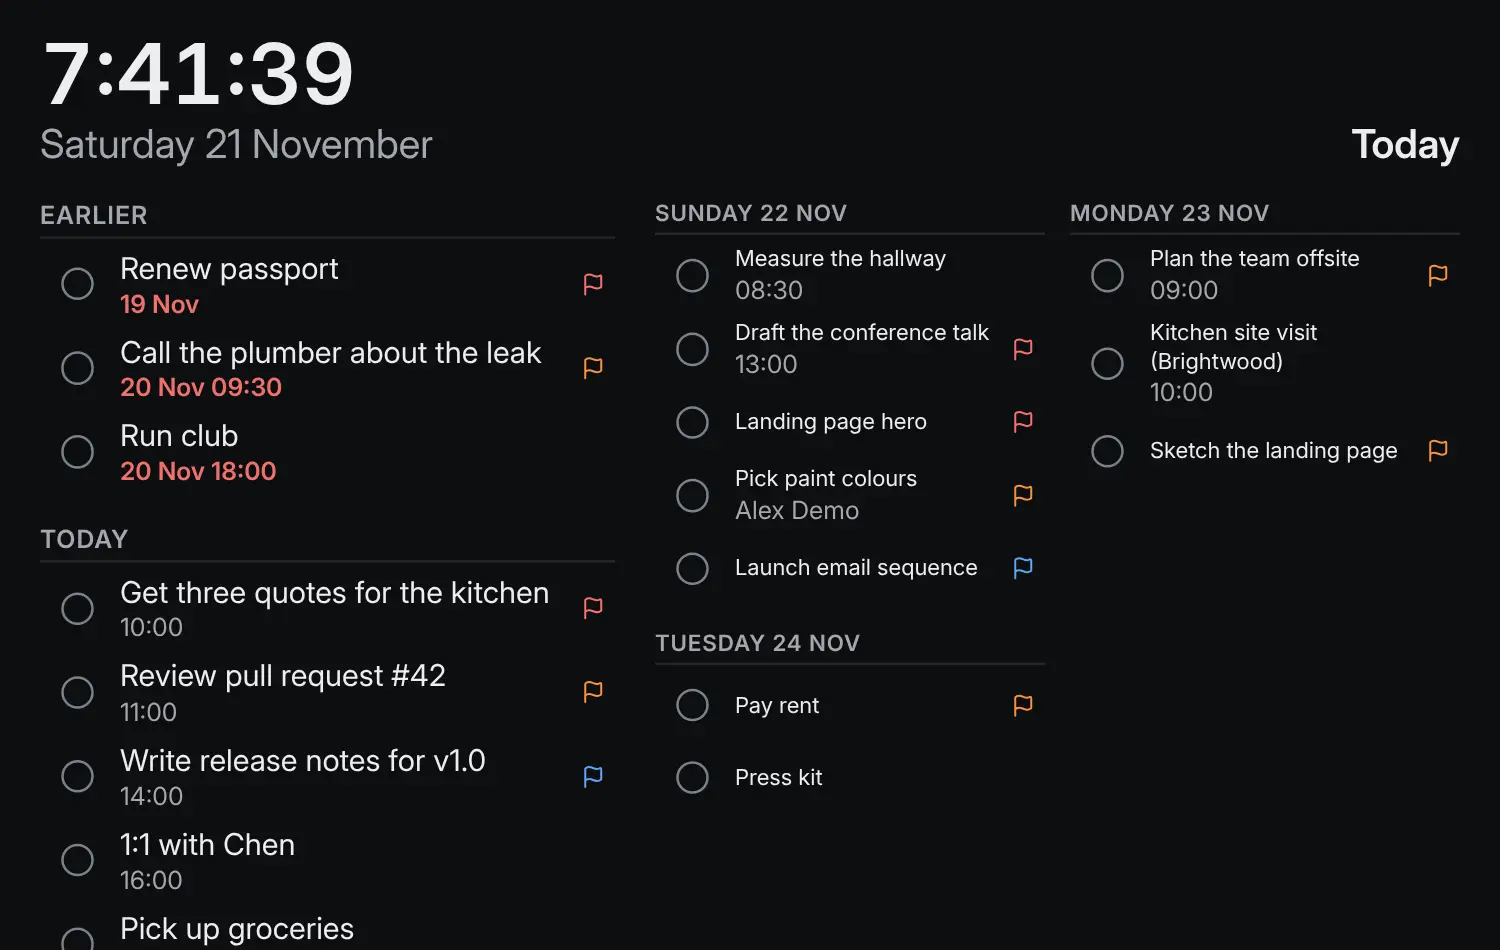 7:41:39
Saturday 21 November
Today
EARLIER
Renew passport
19 Nov
Call the plumber about the leak
20 Nov 09:30
Run club
20 Nov 18:00
TODAY
Get three quotes for the kitchen
10:00
Review pull request #42
11:00
Write release notes for v1.0
14:00
1:1 with Chen
16:00
Pick up groceries
SUNDAY 22 NOV
Measure the hallway
08:30
Draft the conference talk
13:00
Landing page hero
Pick paint colours
Alex Demo
Launch email sequence
TUESDAY 24 NOV
Pay rent
Press kit
MONDAY 23 NOV
Plan the team offsite
09:00
Kitchen site visit
(Brightwood)
10:00
Sketch the landing page